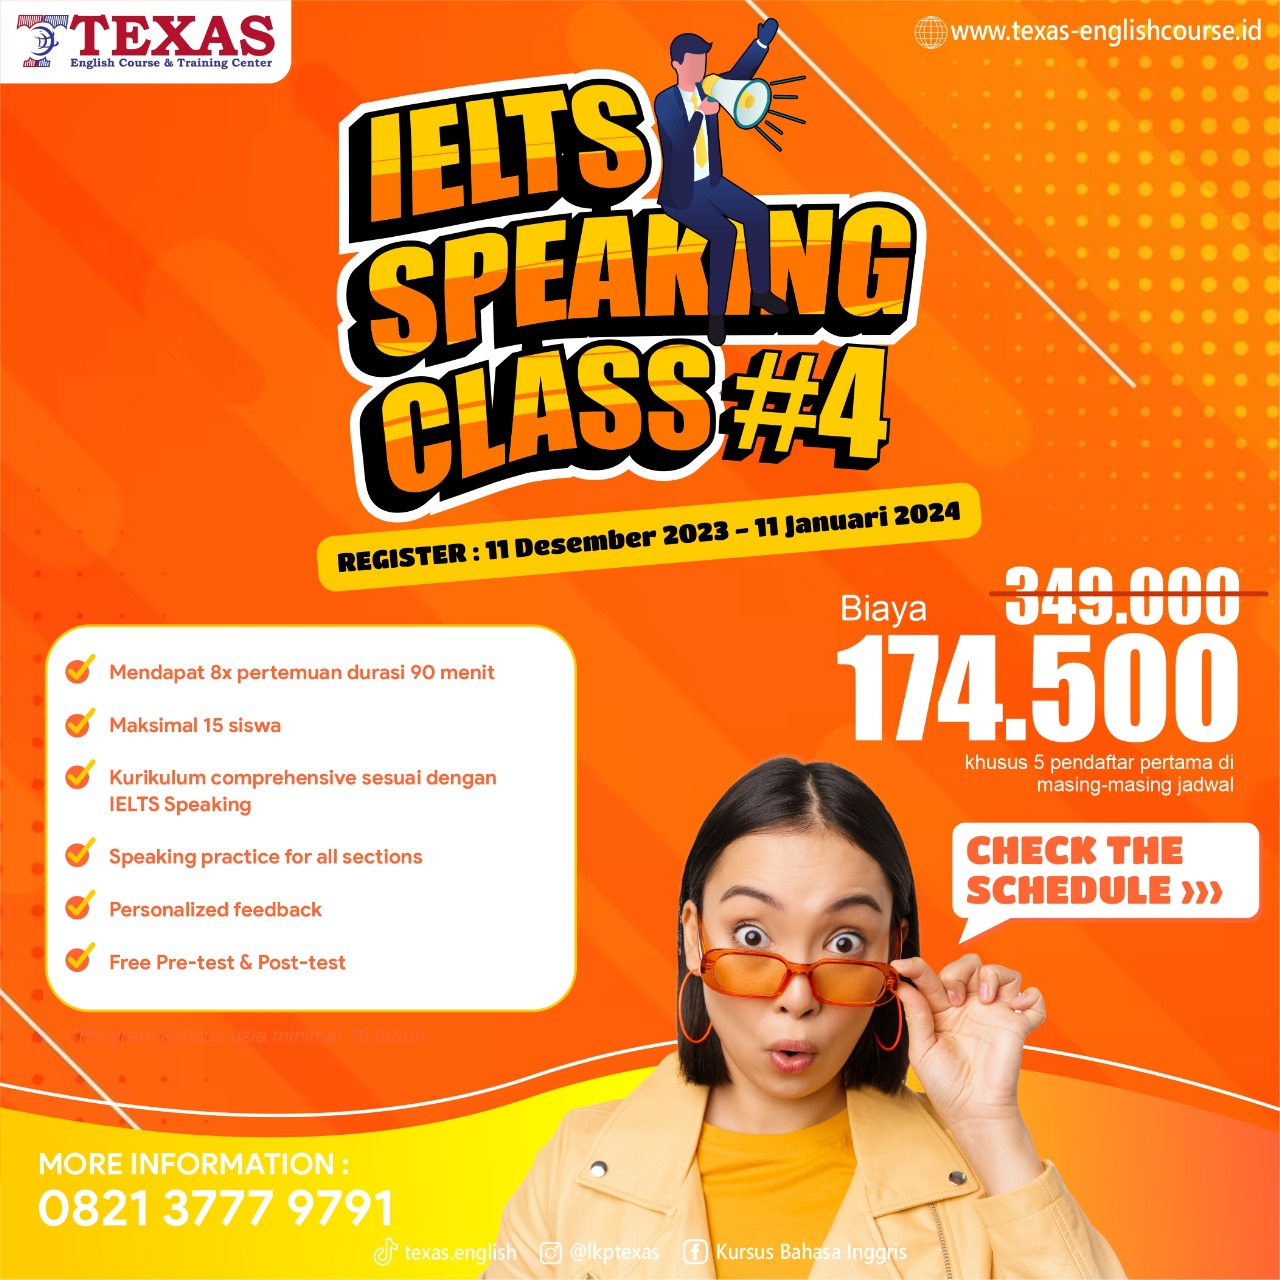 TEXAS
English Course & Training Center
www.texas-englishcourse.id
IELTS
SPEAKING
CLASS #4
REGISTER : 11 Desember 2023 - 11 Januari 2024
349.000
Biaya
174.500
khusus 5 pendaftar pertama di
masing-masing jadwal
Mendapat 8x pertemuan durasi 90 menit
Maksimal 15 siswa
Kurikulum comprehensive sesuai dengan
IELTS Speaking
Speaking practice for all sections
Personalized feedback
Free Pre-test & Post-test
*Program khusus usia minimal 16 tahun
CHECK THE
SCHEDULE »›
MORE INFORMATION :
0821 3777 9791
texas.english @lkptexas Kursus Bahasa Inggris